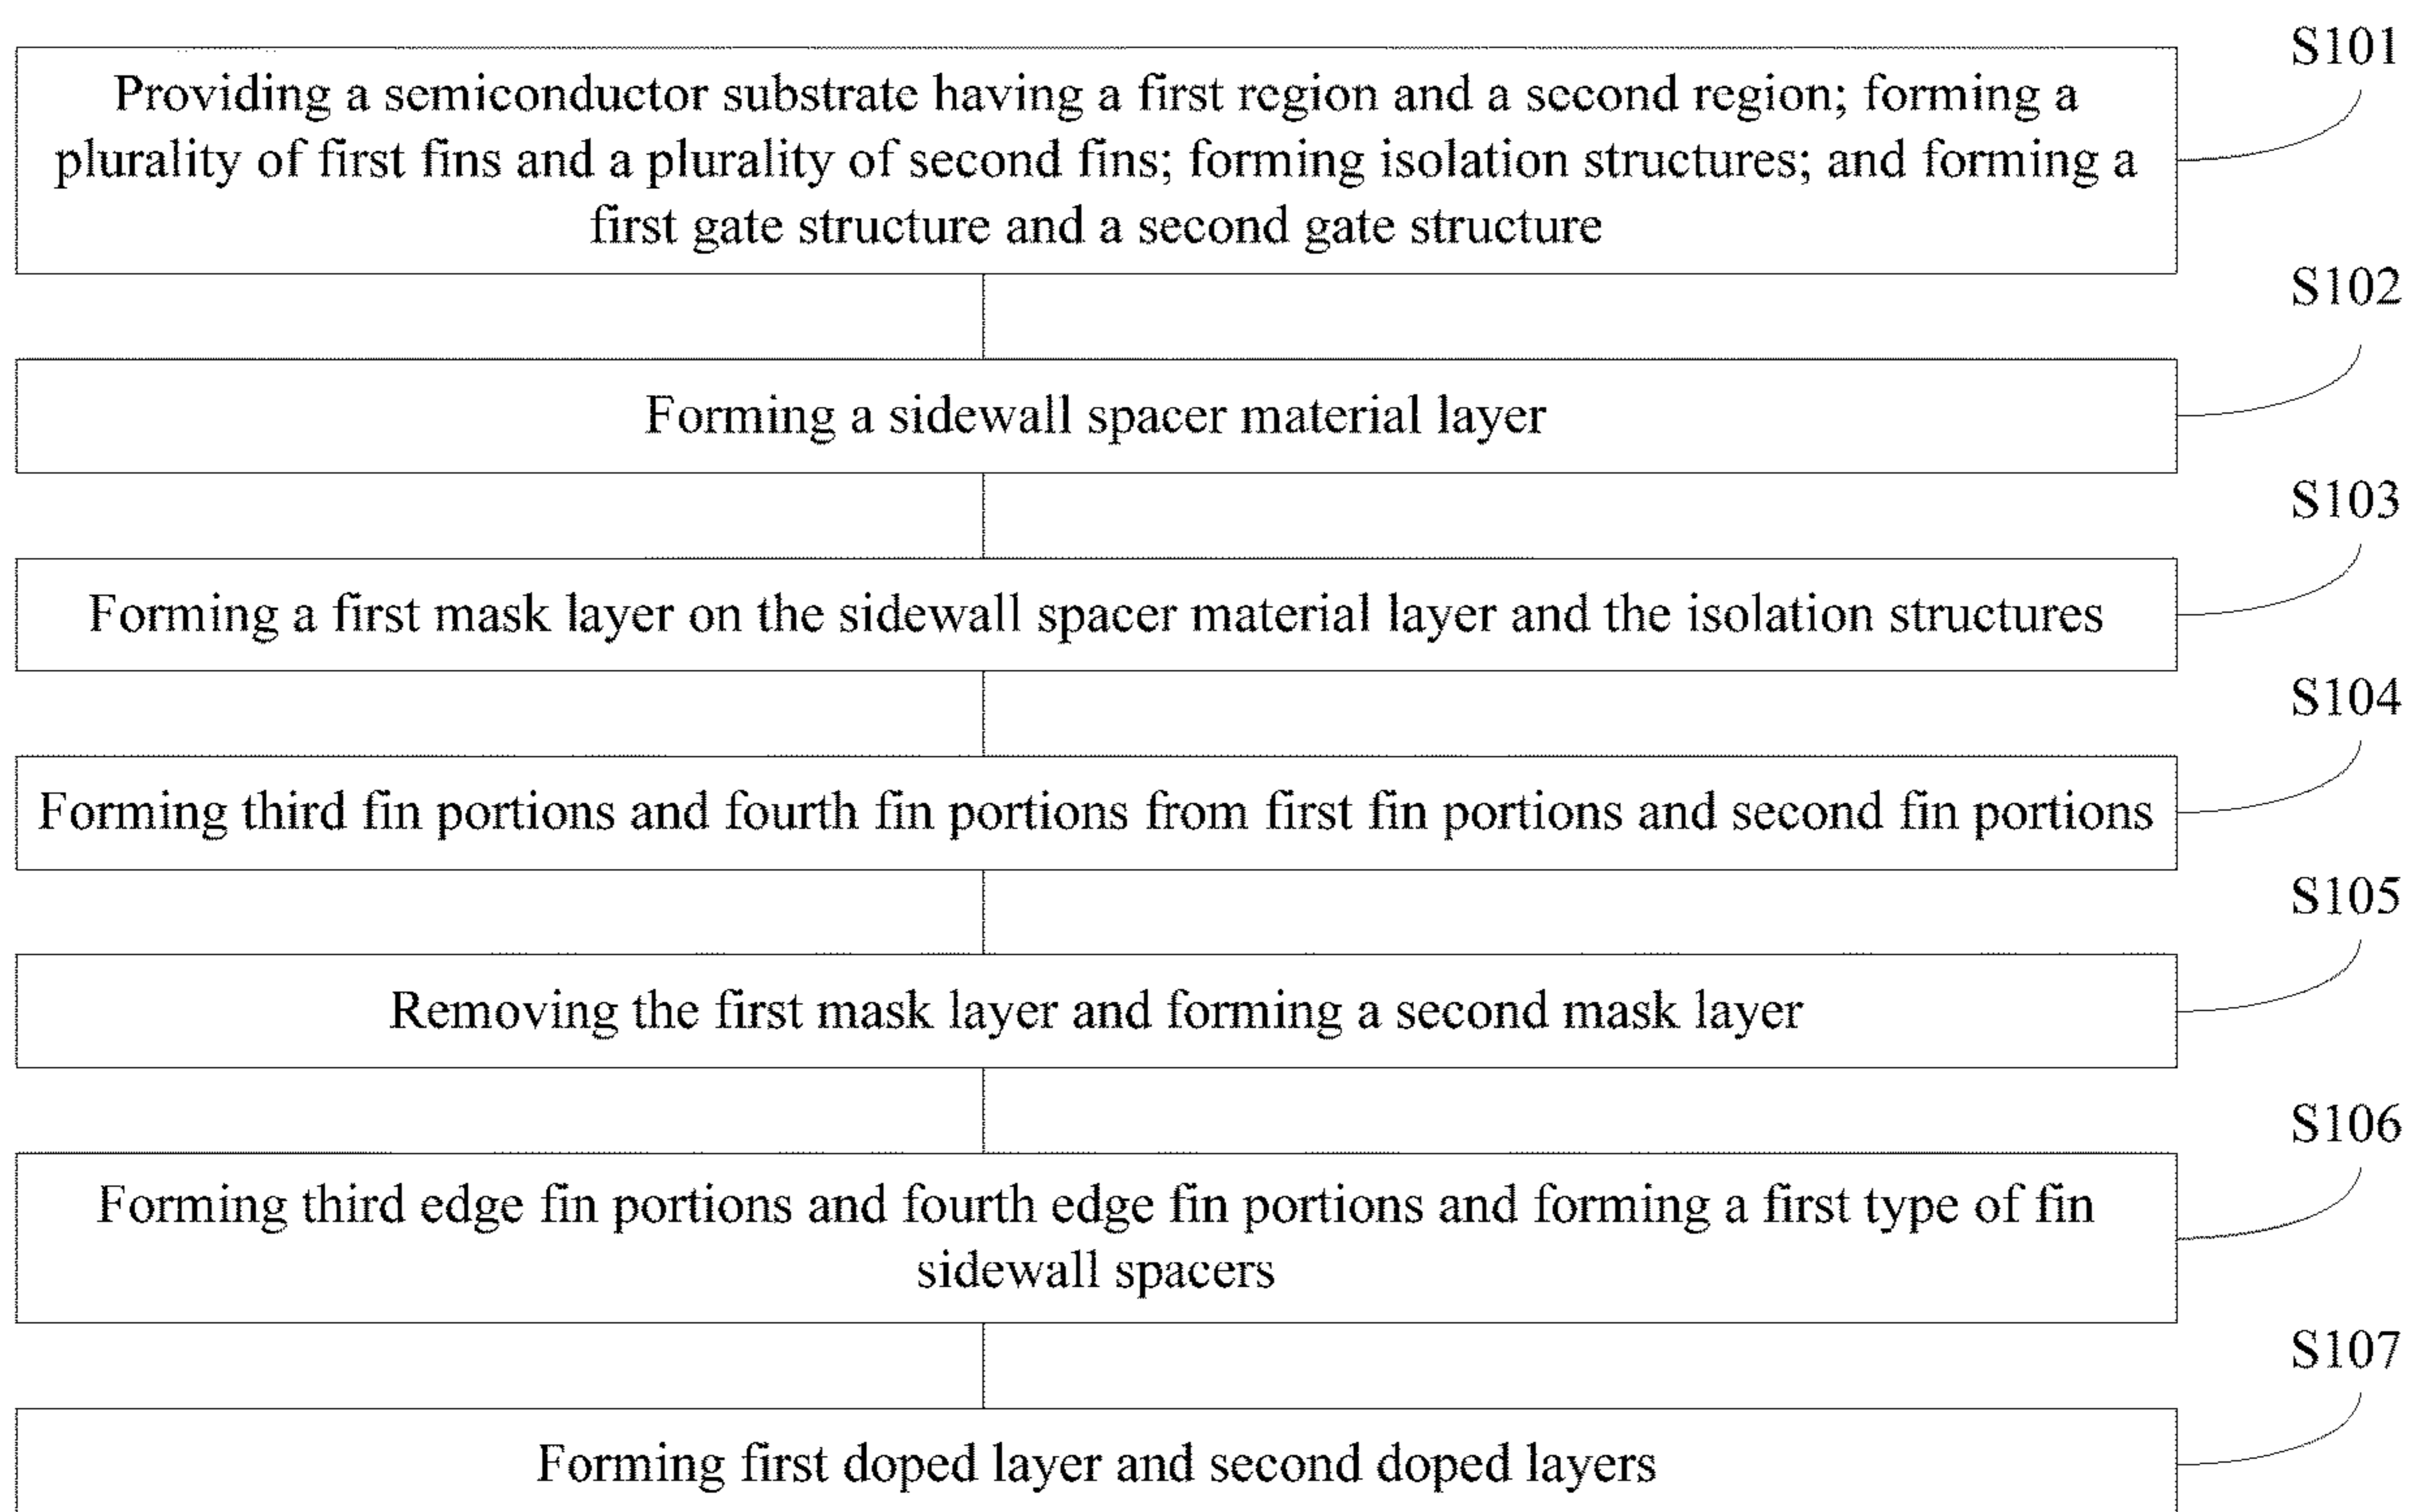 S101
Providing a semiconductor substrate having a first region and a second region; forming a
plurality of first fins and a plurality of second fins; forming isolation structures; and forming a
first gate structure and a second gate structure
S102
Forming a sidewall spacer material layer
S103
Forming a first mask layer on the sidewall spacer material layer and the isolation structures
S104
Forming third fin portions and fourth fin portions from first fin portions and second fin portions
S105
Removing the first mask layer and forming a second mask layer
S106
Forming third edge fin portions and fourth edge fin portions and forming a first type of fin
sidewall spacers
S107
Forming first doped layer and second doped layers